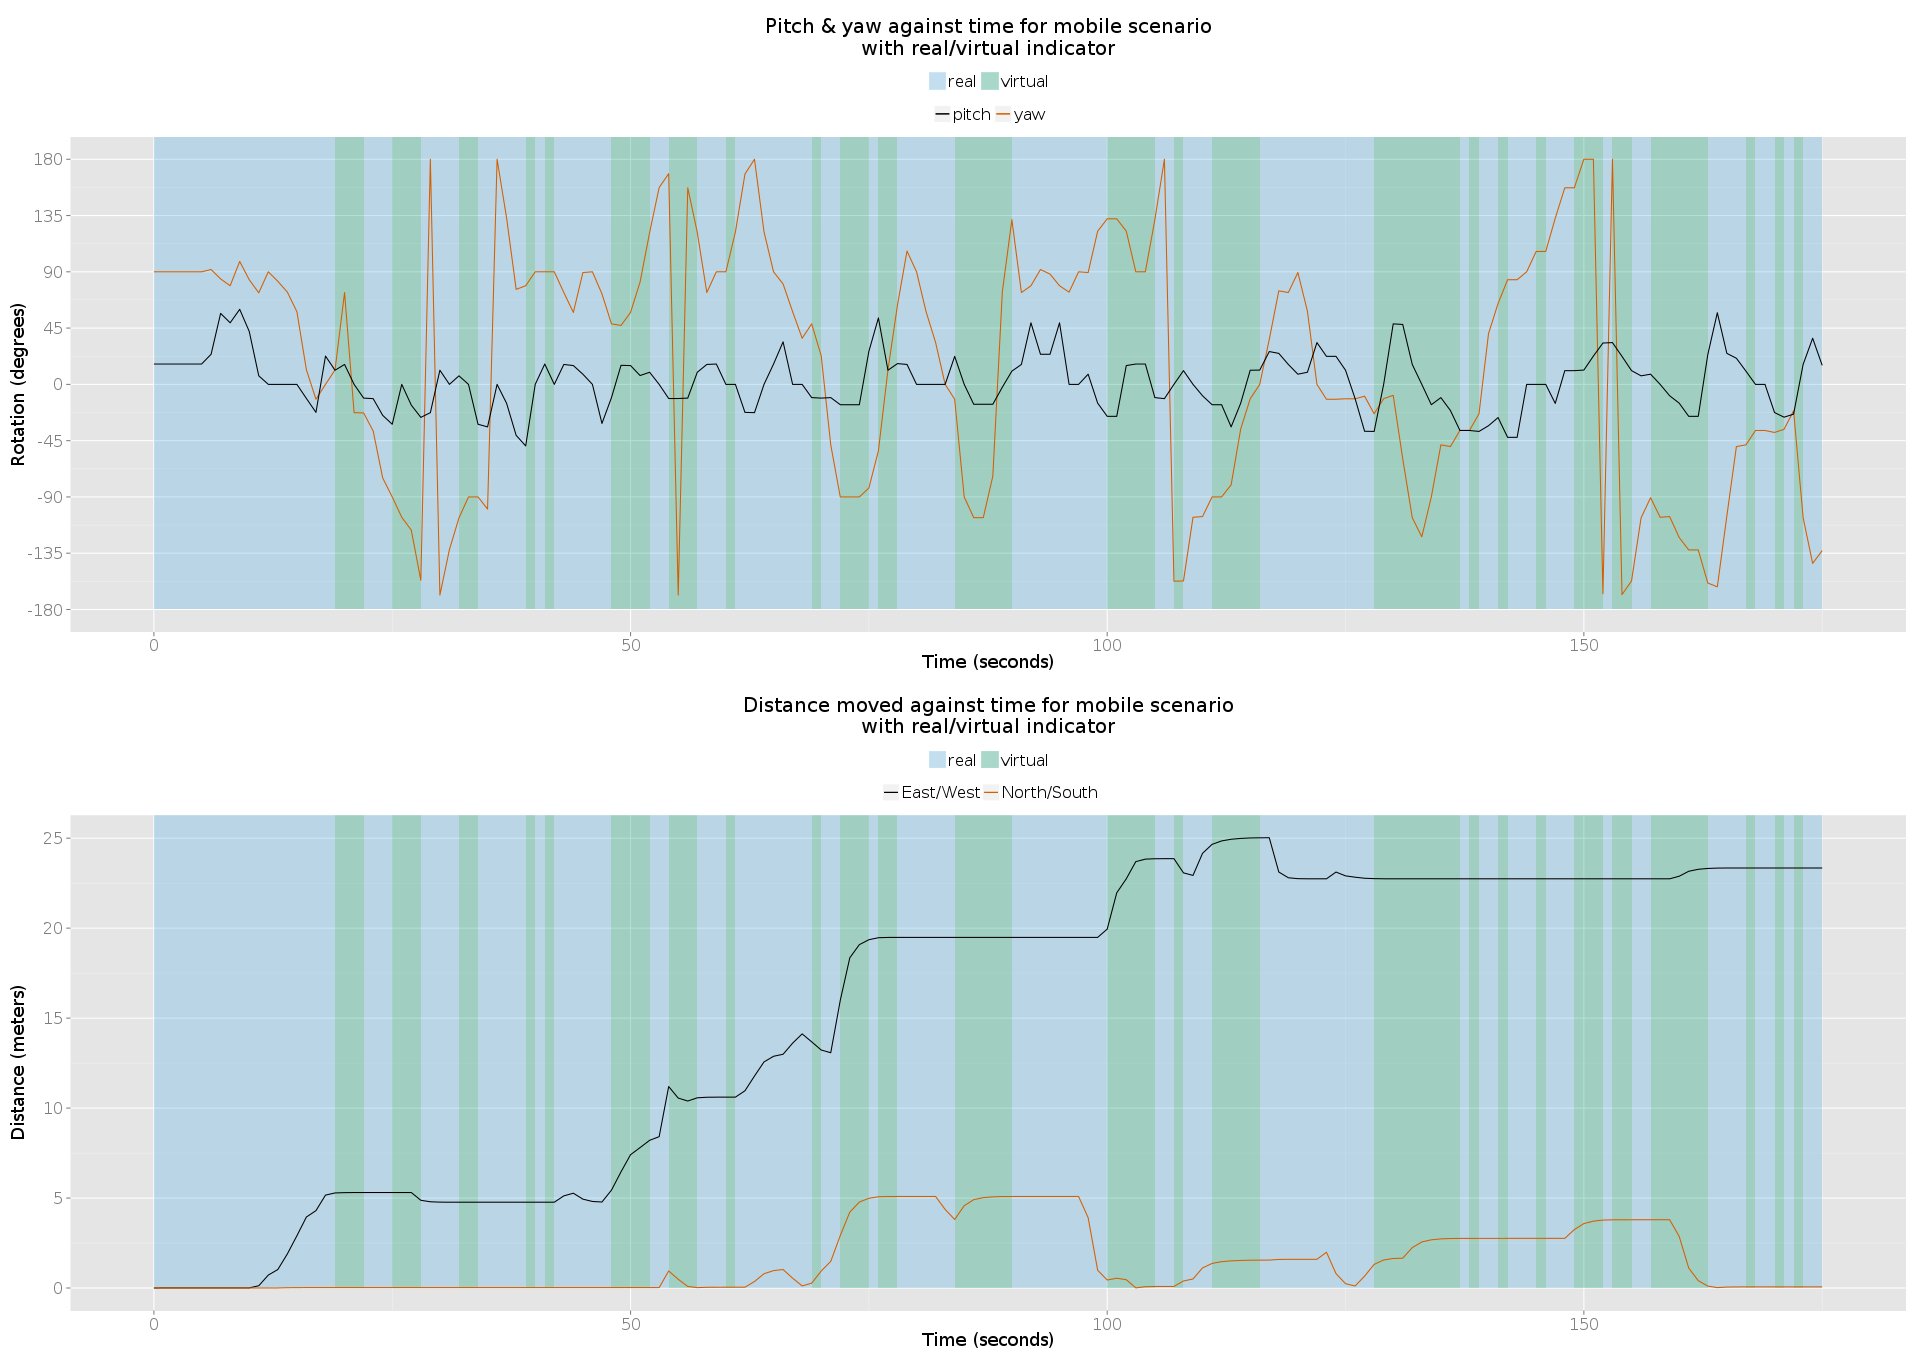 Pitch & yaw against time for mobile scenario
with real/virtual indicator
real virtual
pitch yaw
180
135
90
45
0
-45
-90
-135
-180
Rotation (degrees)
0 50 100 150
Time (seconds)
Distance moved against time for mobile scenario
with real/virtual indicator
real virtual
East/West North/South
25
20
15
10
5
0
Distance (meters)
0 50 100 150
Time (seconds)